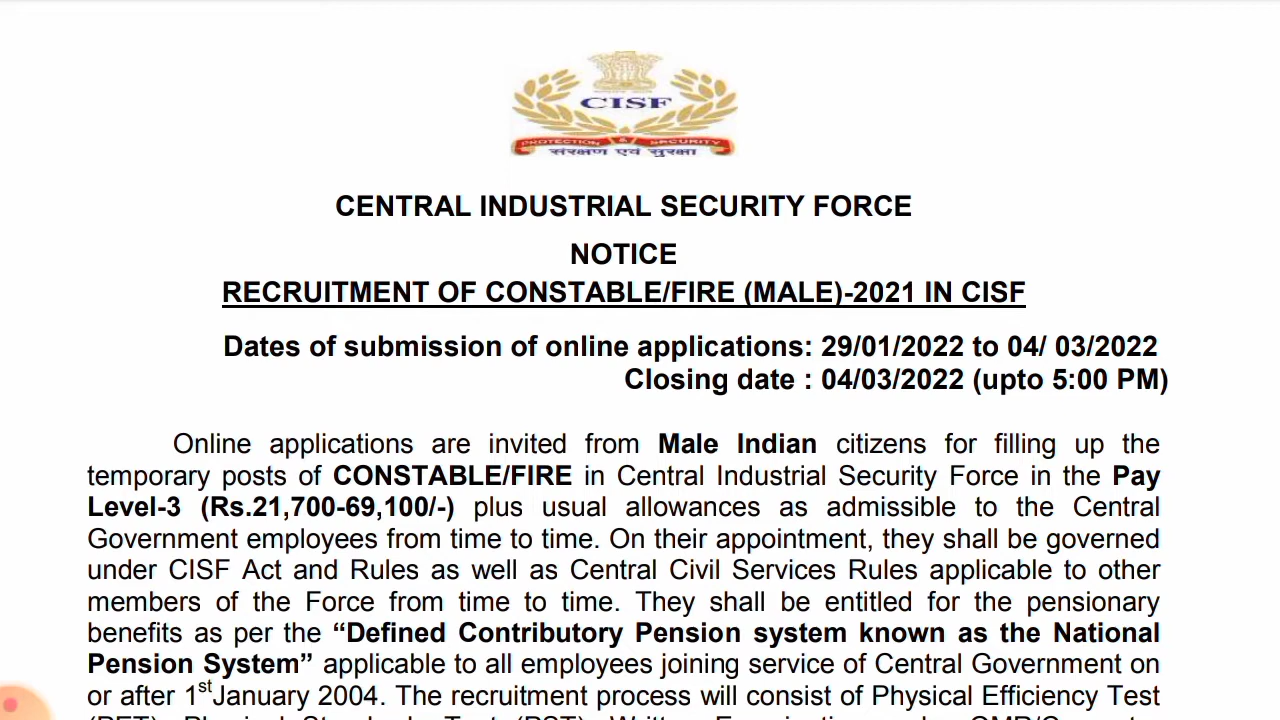 CISF
PROTECTION & SECURITY
संरक्षण एवं सुरक्षा
CENTRAL INDUSTRIAL SECURITY FORCE
NOTICE
RECRUITMENT OF CONSTABLE/FIRE (MALE)-2021 IN CISF
Dates of submission of online applications: 29/01/2022 to 04/ 03/2022
Closing date : 04/03/2022 (upto 5:00 PM)
Online applications are invited from Male Indian citizens for filling up the
temporary posts of CONSTABLE/FIRE in Central Industrial Security Force in the Pay
Level-3 (Rs.21,700-69,100/-) plus usual allowances as admissible to the Central
Government employees from time to time. On their appointment, they shall be governed
under CISF Act and Rules as well as Central Civil Services Rules applicable to other
members of the Force from time to time. They shall be entitled for the pensionary
benefits as per the “Defined Contributory Pension system known as the National
Pension System” applicable to all employees joining service of Central Government on
or after 1stJanuary 2004. The recruitment process will consist of Physical Efficiency Test